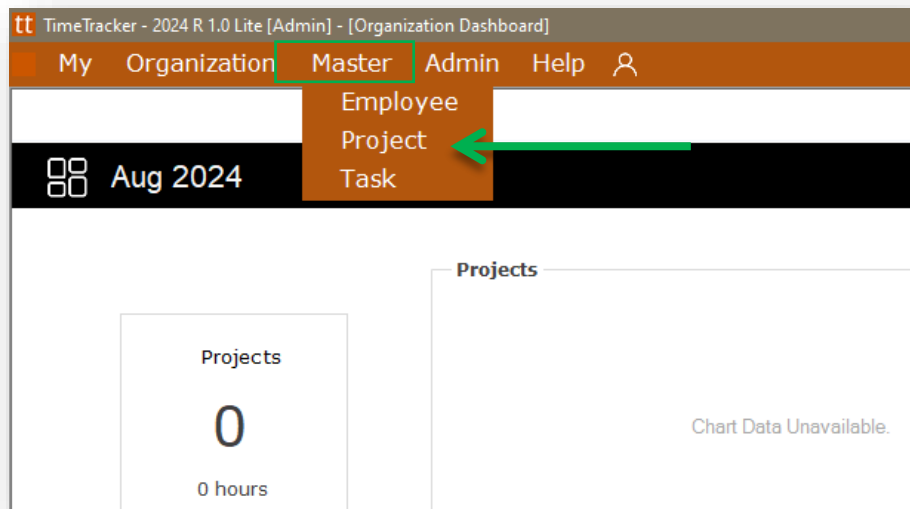 tt TimeTracker - 2024 R 1.0 Lite [Admin] - [Organization Dashboard]
My Organization Master Admin Help
Employee
Project
Task
Aug 2024
Projects
Projects
0
0 hours
Chart Data Unavailable.